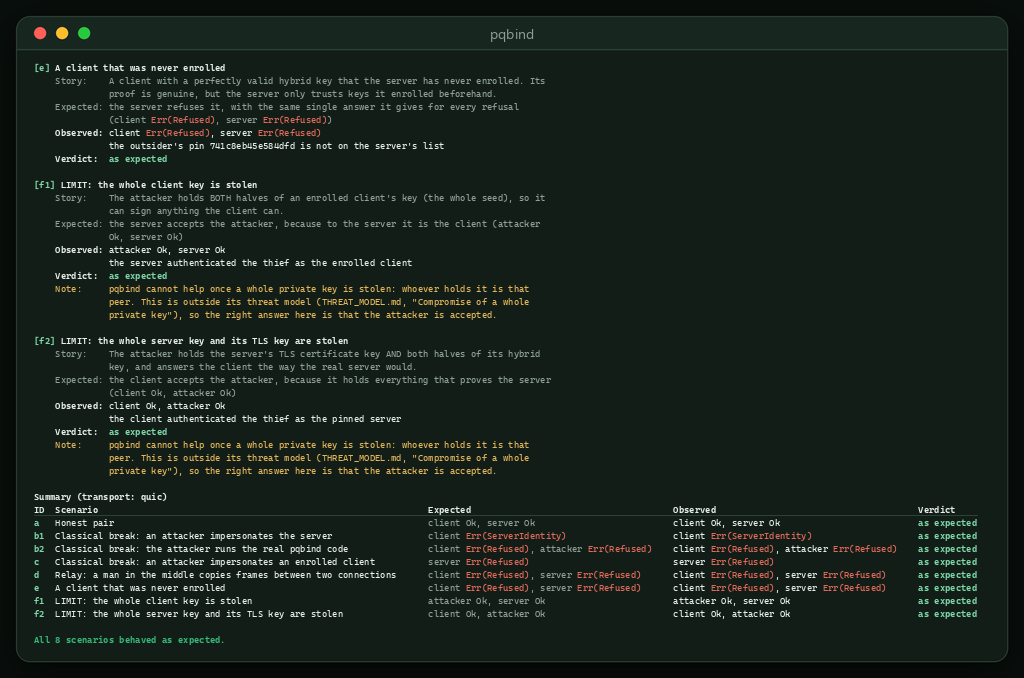 pqbind
[e] A client that was never enrolled
Story: A client with a perfectly valid hybrid key that the server has never enrolled. Its
proof is genuine, but the server only trusts keys it enrolled beforehand.
Expected: the server refuses it, with the same single answer it gives for every refusal
(client Err(Refused), server Err(Refused))
Observed: client Err(Refused), server Err(Refused)
the outsider's pin 741c8eb45e584dfd is not on the server's list
Verdict: as expected
[f1] LIMIT: the whole client key is stolen
Story: The attacker holds BOTH halves of an enrolled client's key (the whole seed), so it
can sign anything the client can.
Expected: the server accepts the attacker, because to the server it is the client (attacker
Ok, server Ok)
Observed: attacker Ok, server Ok
the server authenticated the thief as the enrolled client
Verdict: as expected
Note: pqbind cannot help once a whole private key is stolen: whoever holds it is that
peer. This is outside its threat model (THREAT_MODEL.md, "Compromise of a whole
private key"), so the right answer here is that the attacker is accepted.
[f2] LIMIT: the whole server key and its TLS key are stolen
Story: The attacker holds the server's TLS certificate key AND both halves of its hybrid
key, and answers the client the way the real server would.
Expected: the client accepts the attacker, because it holds everything that proves the server
(client Ok, attacker Ok)
Observed: client Ok, attacker Ok
the client authenticated the thief as the pinned server
Verdict: as expected
Note: pqbind cannot help once a whole private key is stolen: whoever holds it is that
peer. This is outside its threat model (THREAT_MODEL.md, "Compromise of a whole
private key"), so the right answer here is that the attacker is accepted.
Summary (transport: quic)
ID Scenario Expected Observed Verdict
a Honest pair client Ok, server Ok client Ok, server Ok as expected
b1 Classical break: an attacker impersonates the server client Err(ServerIdentity) client Err(ServerIdentity) as expected
b2 Classical break: the attacker runs the real pqbind code client Err(Refused), attacker Err(Refused) client Err(Refused), attacker Err(Refused) as expected
c Classical break: an attacker impersonates an enrolled client server Err(Refused) server Err(Refused) as expected
d Relay: a man in the middle copies frames between two connections client Err(Refused), server Err(Refused) client Err(Refused), server Err(Refused) as expected
e A client that was never enrolled client Err(Refused), server Err(Refused) client Err(Refused), server Err(Refused) as expected
f1 LIMIT: the whole client key is stolen attacker Ok, server Ok attacker Ok, server Ok as expected
f2 LIMIT: the whole server key and its TLS key are stolen client Ok, attacker Ok client Ok, attacker Ok as expected
All 8 scenarios behaved as expected.